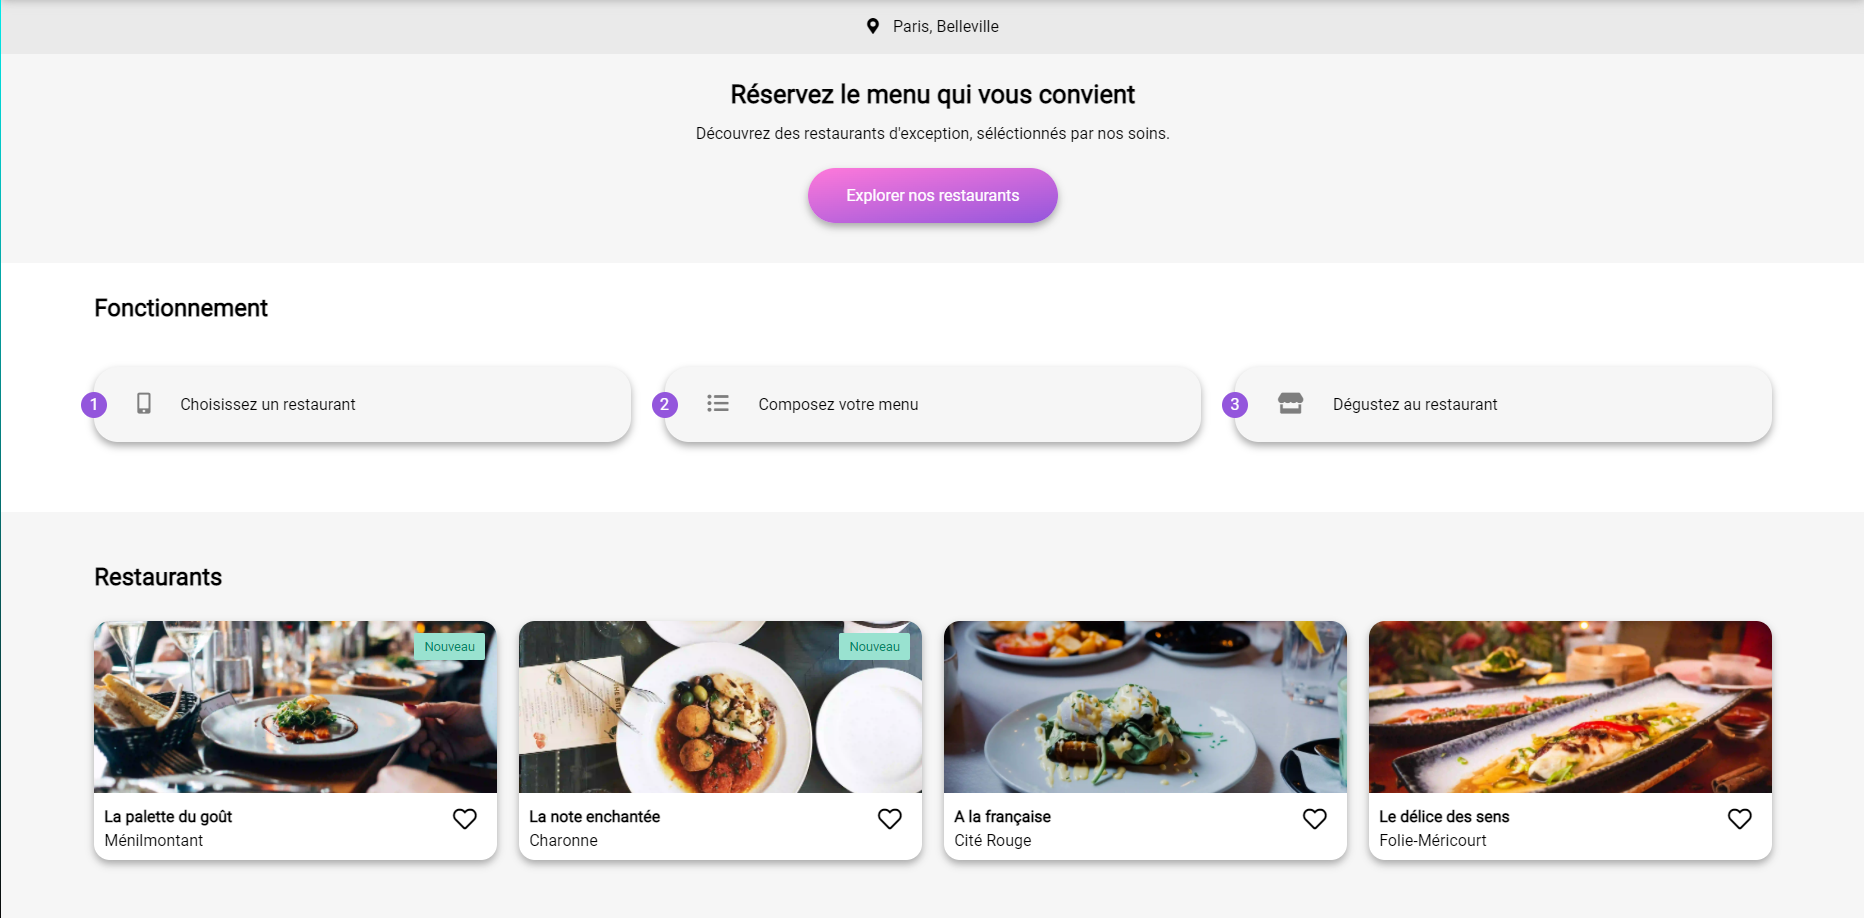 Paris, Belleville
Réservez le menu qui vous convient
Découvrez des restaurants d'exception, séléctionnés par nos soins.
Explorer nos restaurants
Fonctionnement
1 Choisissez un restaurant
2 Composez votre menu
3 Dégustez au restaurant
Restaurants
Nouveau
La palette du goût
Ménilmontant
Nouveau
La note enchantée
Charonne
A la française
Cité Rouge
Le délice des sens
Folie-Méricourt